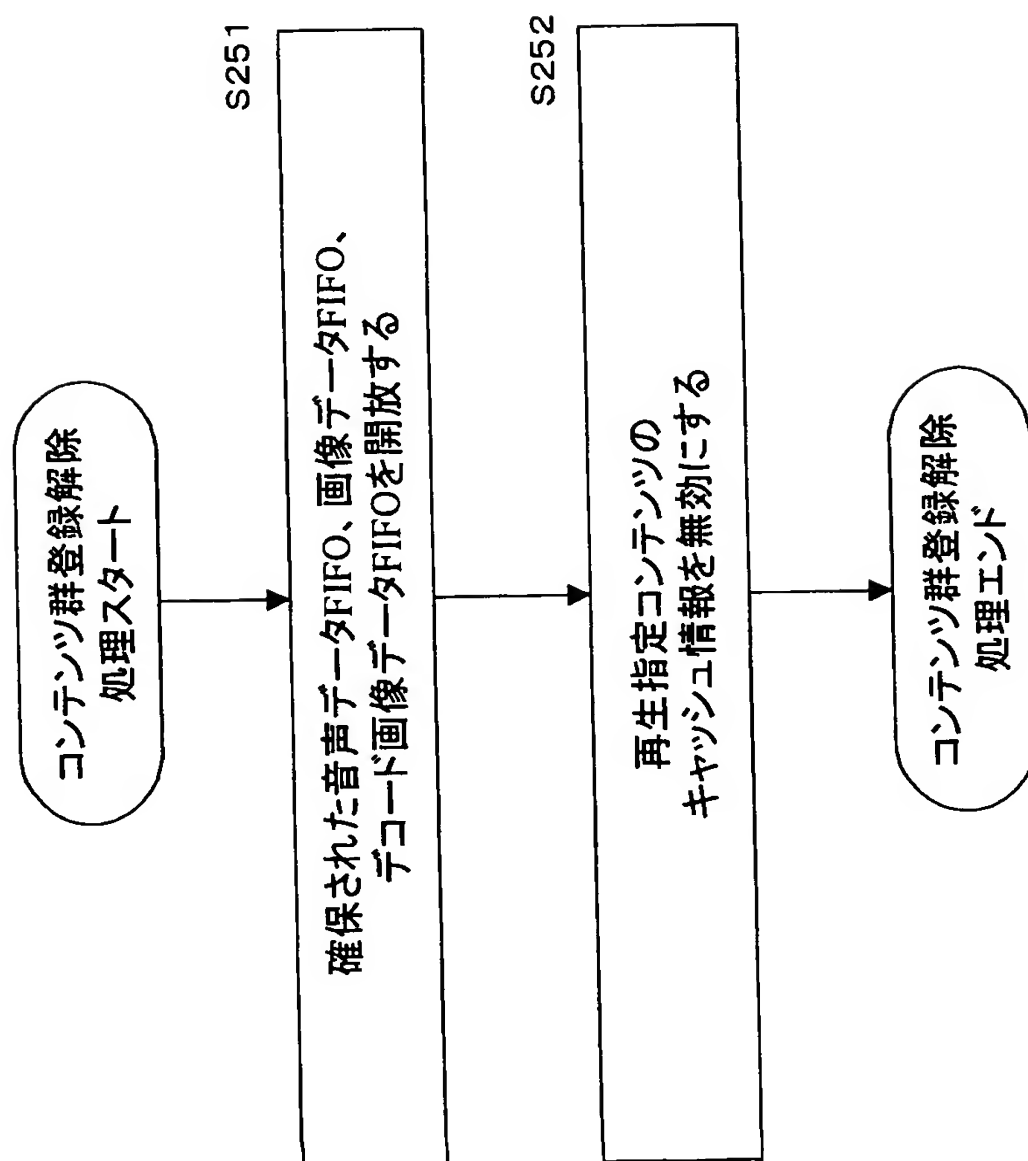 コンテンツ群登録解除
処理スタート
S251
確保された音声データFIFO、画像データFIFO、
デコード画像データFIFOを開放する
S252
再生指定コンテンツの
キャッシュ情報を無効にする
コンテンツ群登録解除
処理エンド